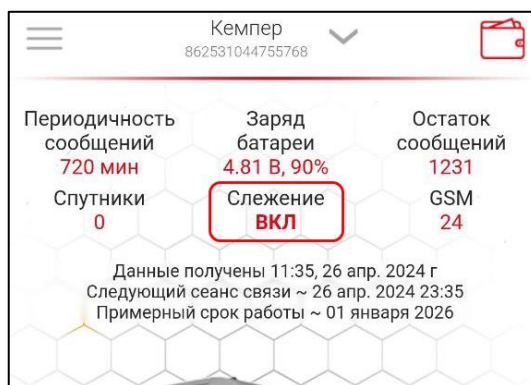 Кемпер
862531044755768
Периодичность сообщений
720 мин
Заряд батареи
4.81 В, 90%
Остаток сообщений
1231
Спутники
0
Слежение
ВКЛ
GSM
24
Данные получены 11:35, 26 апр. 2024 г
Следующий сеанс связи ~ 26 апр. 2024 23:35
Примерный срок работы ~ 01 января 2026